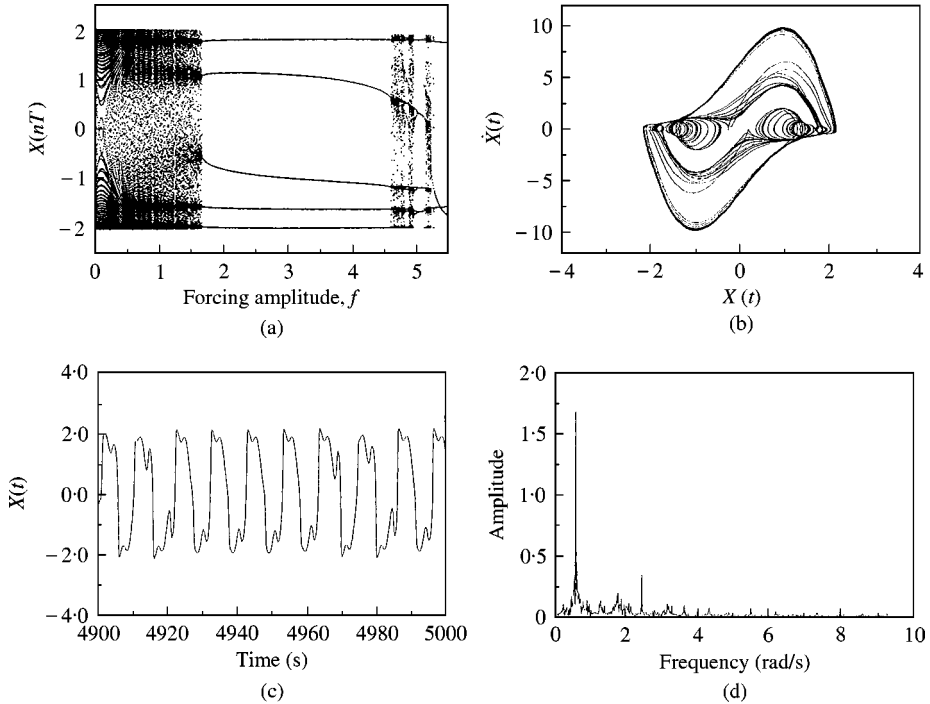 2
1
0
−1
−2
X(nT)
0 1 2 3 4 5
Forcing amplitude, f
(a)
10
5
0
−5
−10
Ẋ(t)
−4 −2 0 2 4
X (t)
(b)
4·0
2·0
0·0
−2·0
−4·0
X(t)
4900 4920 4940 4960 4980 5000
Time (s)
(c)
2·0
1·5
1·0
0·5
0
Amplitude
0 2 4 6 8 10
Frequency (rad/s)
(d)